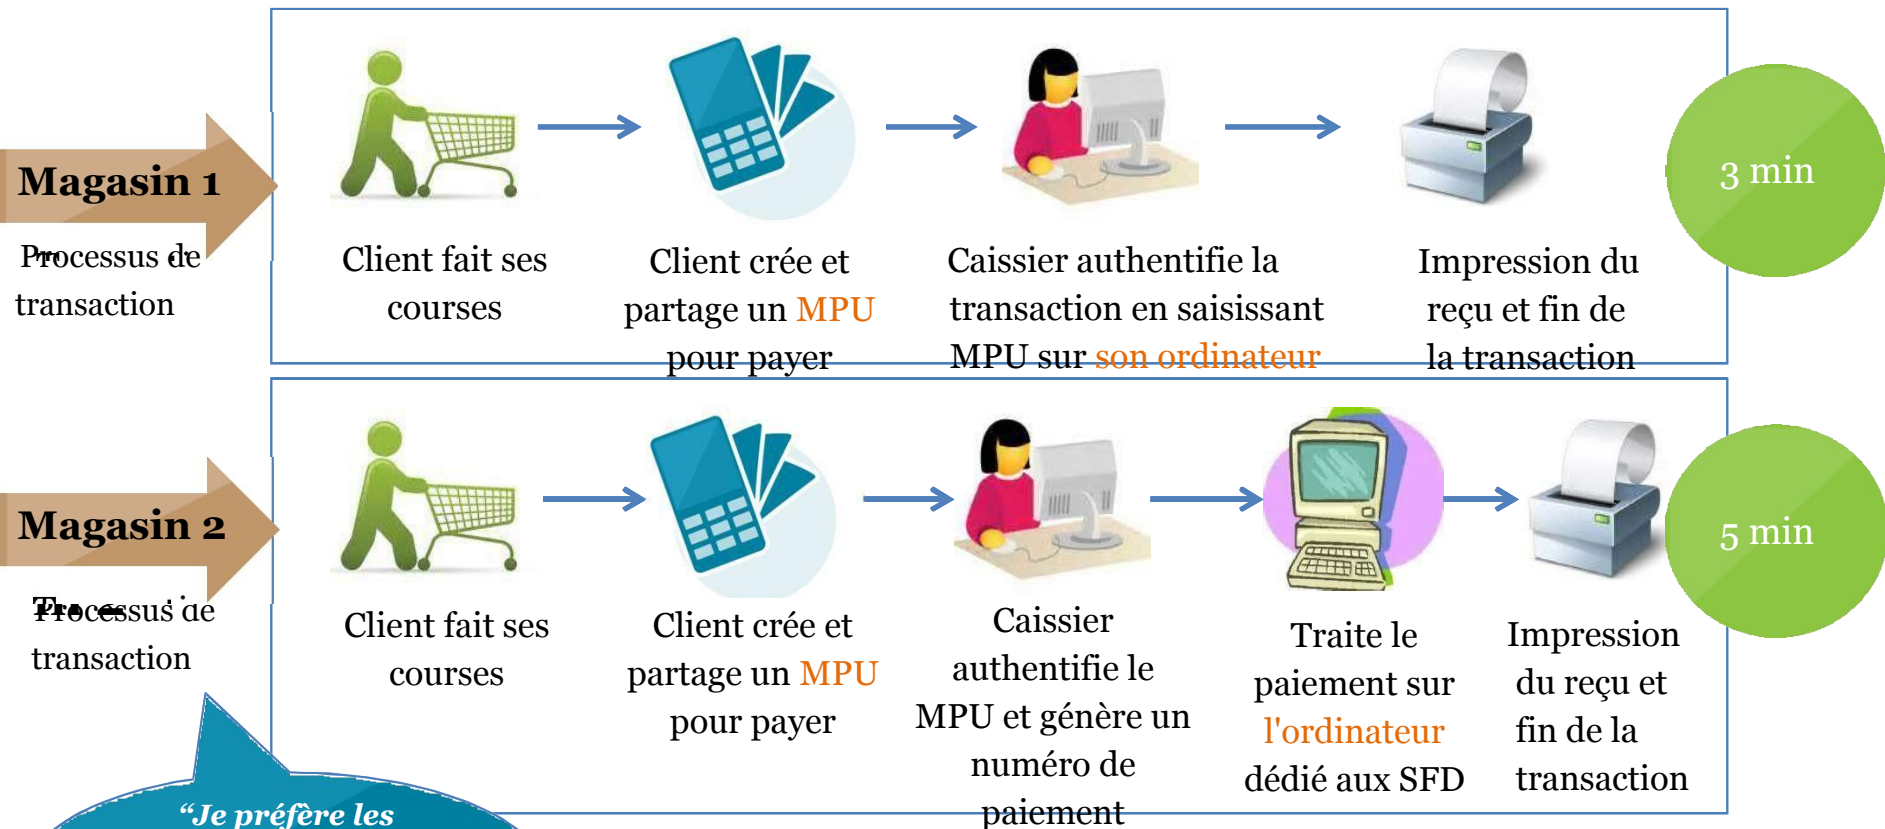 Magasin 1
Processus de
transaction
Client fait ses
courses
Client crée et
partage un MPU
pour payer
Caissier authentifie la
transaction en saisissant
MPU sur son ordinateur
Impression du
reçu et fin de
la transaction
3 min
Magasin 2
Processus de
transaction
Client fait ses
courses
Client crée et
partage un MPU
pour payer
Caissier
authentifie le
MPU et génère un
numéro de
paiement
Traite le
paiement sur
l'ordinateur
dédié aux SFD
Impression
du reçu et
fin de la
transaction
5 min
“Je préfère les